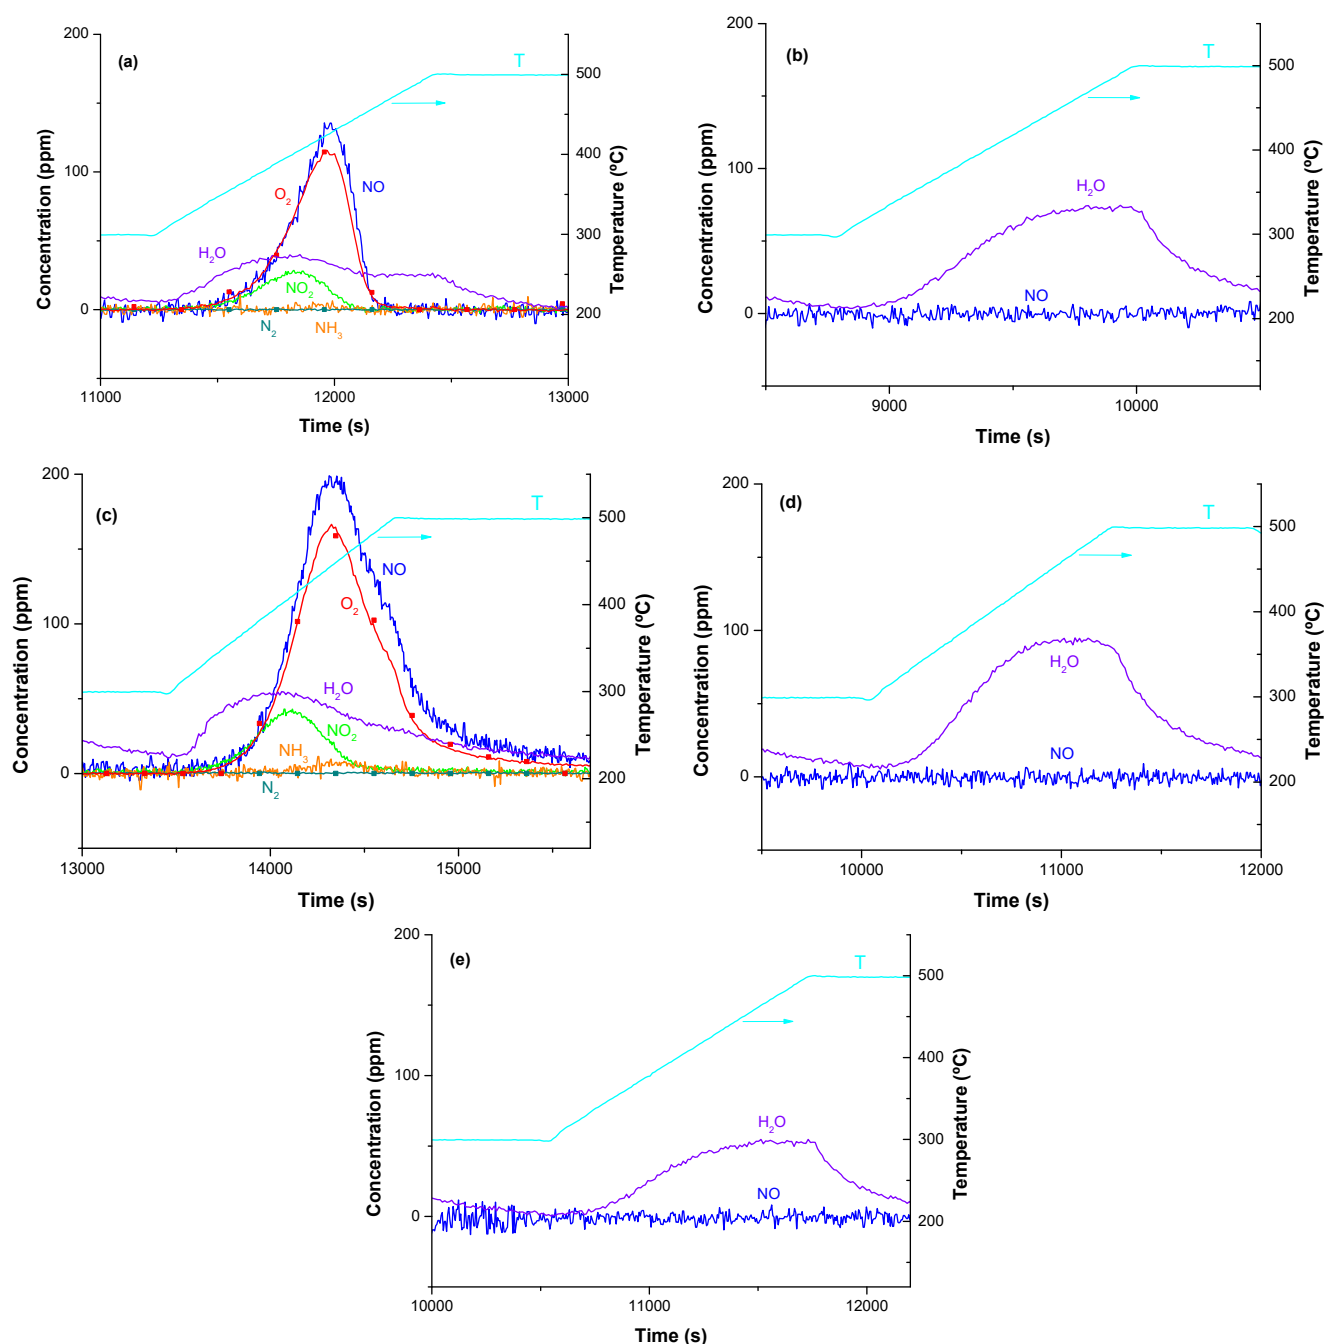 (a)
T
200
100
0
500
400
300
200
O2
NO
H2O
NO2
N2
NH3
11000 12000 13000
Time (s)
Concentration (ppm)
Temperature (ºC)
(b)
T
200
100
0
500
400
300
200
H2O
NO
9000 10000
Time (s)
Concentration (ppm)
Temperature (ºC)
(c)
T
200
150
100
50
0
500
400
300
200
NO
O2
H2O
NO2
NH3
N2
13000 14000 15000
Time (s)
Concentration (ppm)
Temperature (ºC)
(d)
T
200
100
0
500
400
300
200
H2O
NO
10000 11000 12000
Time (s)
Concentration (ppm)
Temperature (ºC)
(e)
T
200
100
0
500
400
300
200
H2O
NO
10000 11000 12000
Time (s)
Concentration (ppm)
Temperature (ºC)